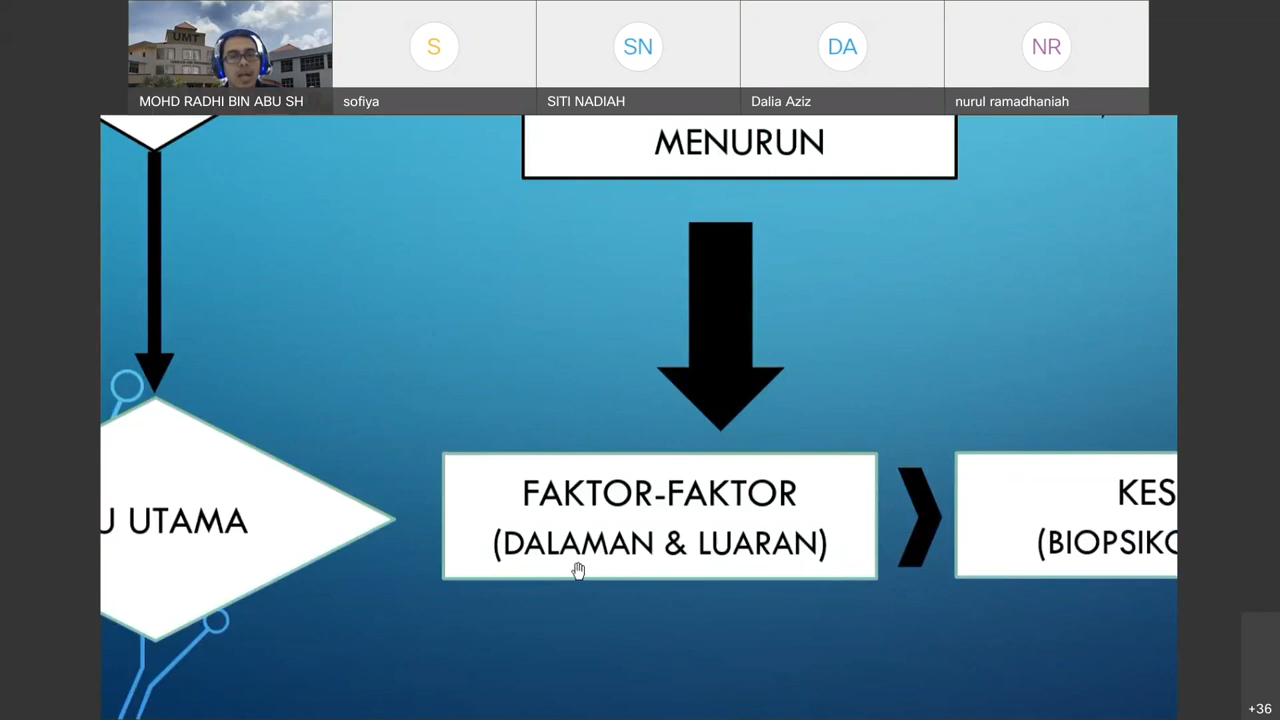 UMT
S
SN
DA
NR
MOHD RADHI BIN ABU SH
sofiya
SITI NADIAH
Dalia Aziz
nurul ramadhaniah
MENURUN
U UTAMA
FAKTOR-FAKTOR
(DALAMAN & LUARAN)
KES
(BIOPSIKO
+36